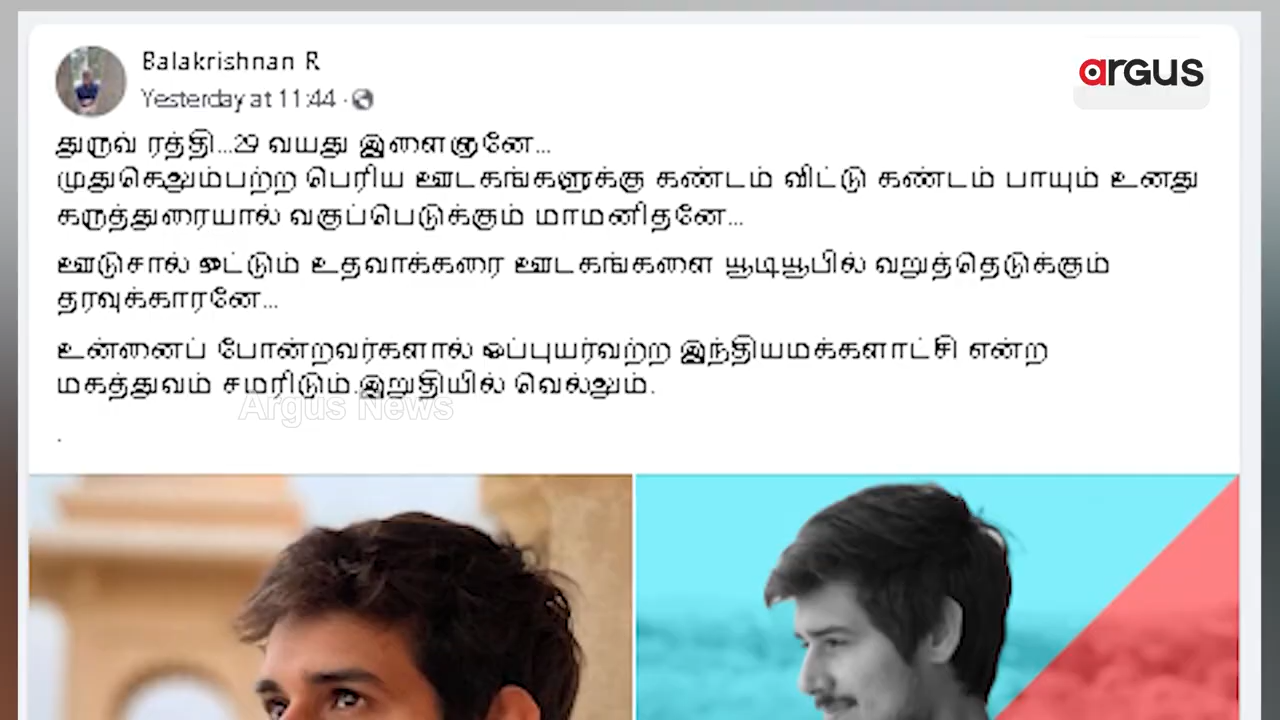 Balakrishnan R
argus
Yesterday at 11:44 ·
துருவ் ரத்தி...29 வயது இளைஞனே...
முதுகெலும்பற்ற பெரிய ஊடகங்களுக்கு கண்டம் விட்டு கண்டம் பாயும் உனது
கருத்துரையால் வகுப்பெடுக்கும் மாமனிதனே...
ஊடுசால் ஓட்டும் உதவாக்கரை ஊடகங்களை யூடியூபில் வறுத்தெடுக்கும்
தரவுக்காரனே...
உன்னைப் போன்றவர்களால் ஒப்புயர்வற்ற இந்தியமக்களாட்சி என்ற
மகத்துவம் சமரிடும்.இறுதியில் வெல்லும்.
Argus News
.